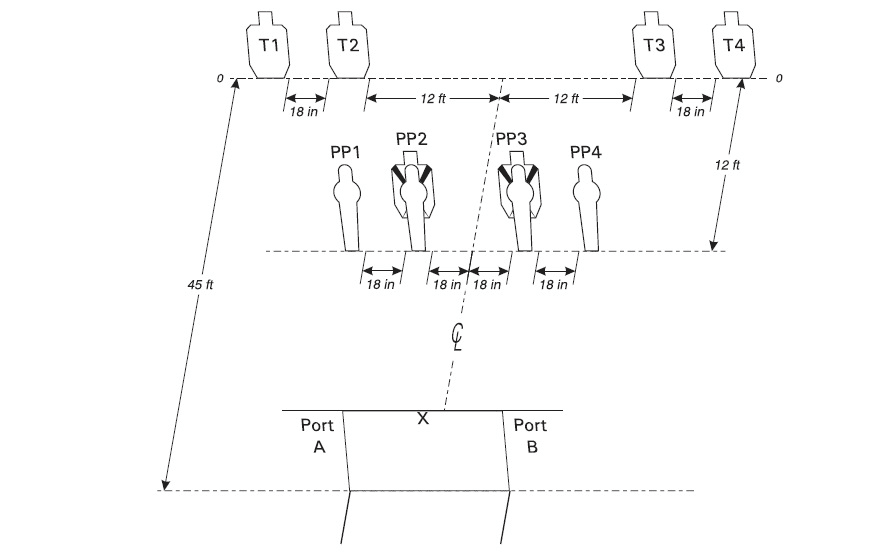 T1 T2 T3 T4
0 0
18 in 12 ft 12 ft 18 in
PP1 PP2 PP3 PP4
12 ft
45 ft
18 in 18 in 18 in 18 in
℄
X
Port Port
A B